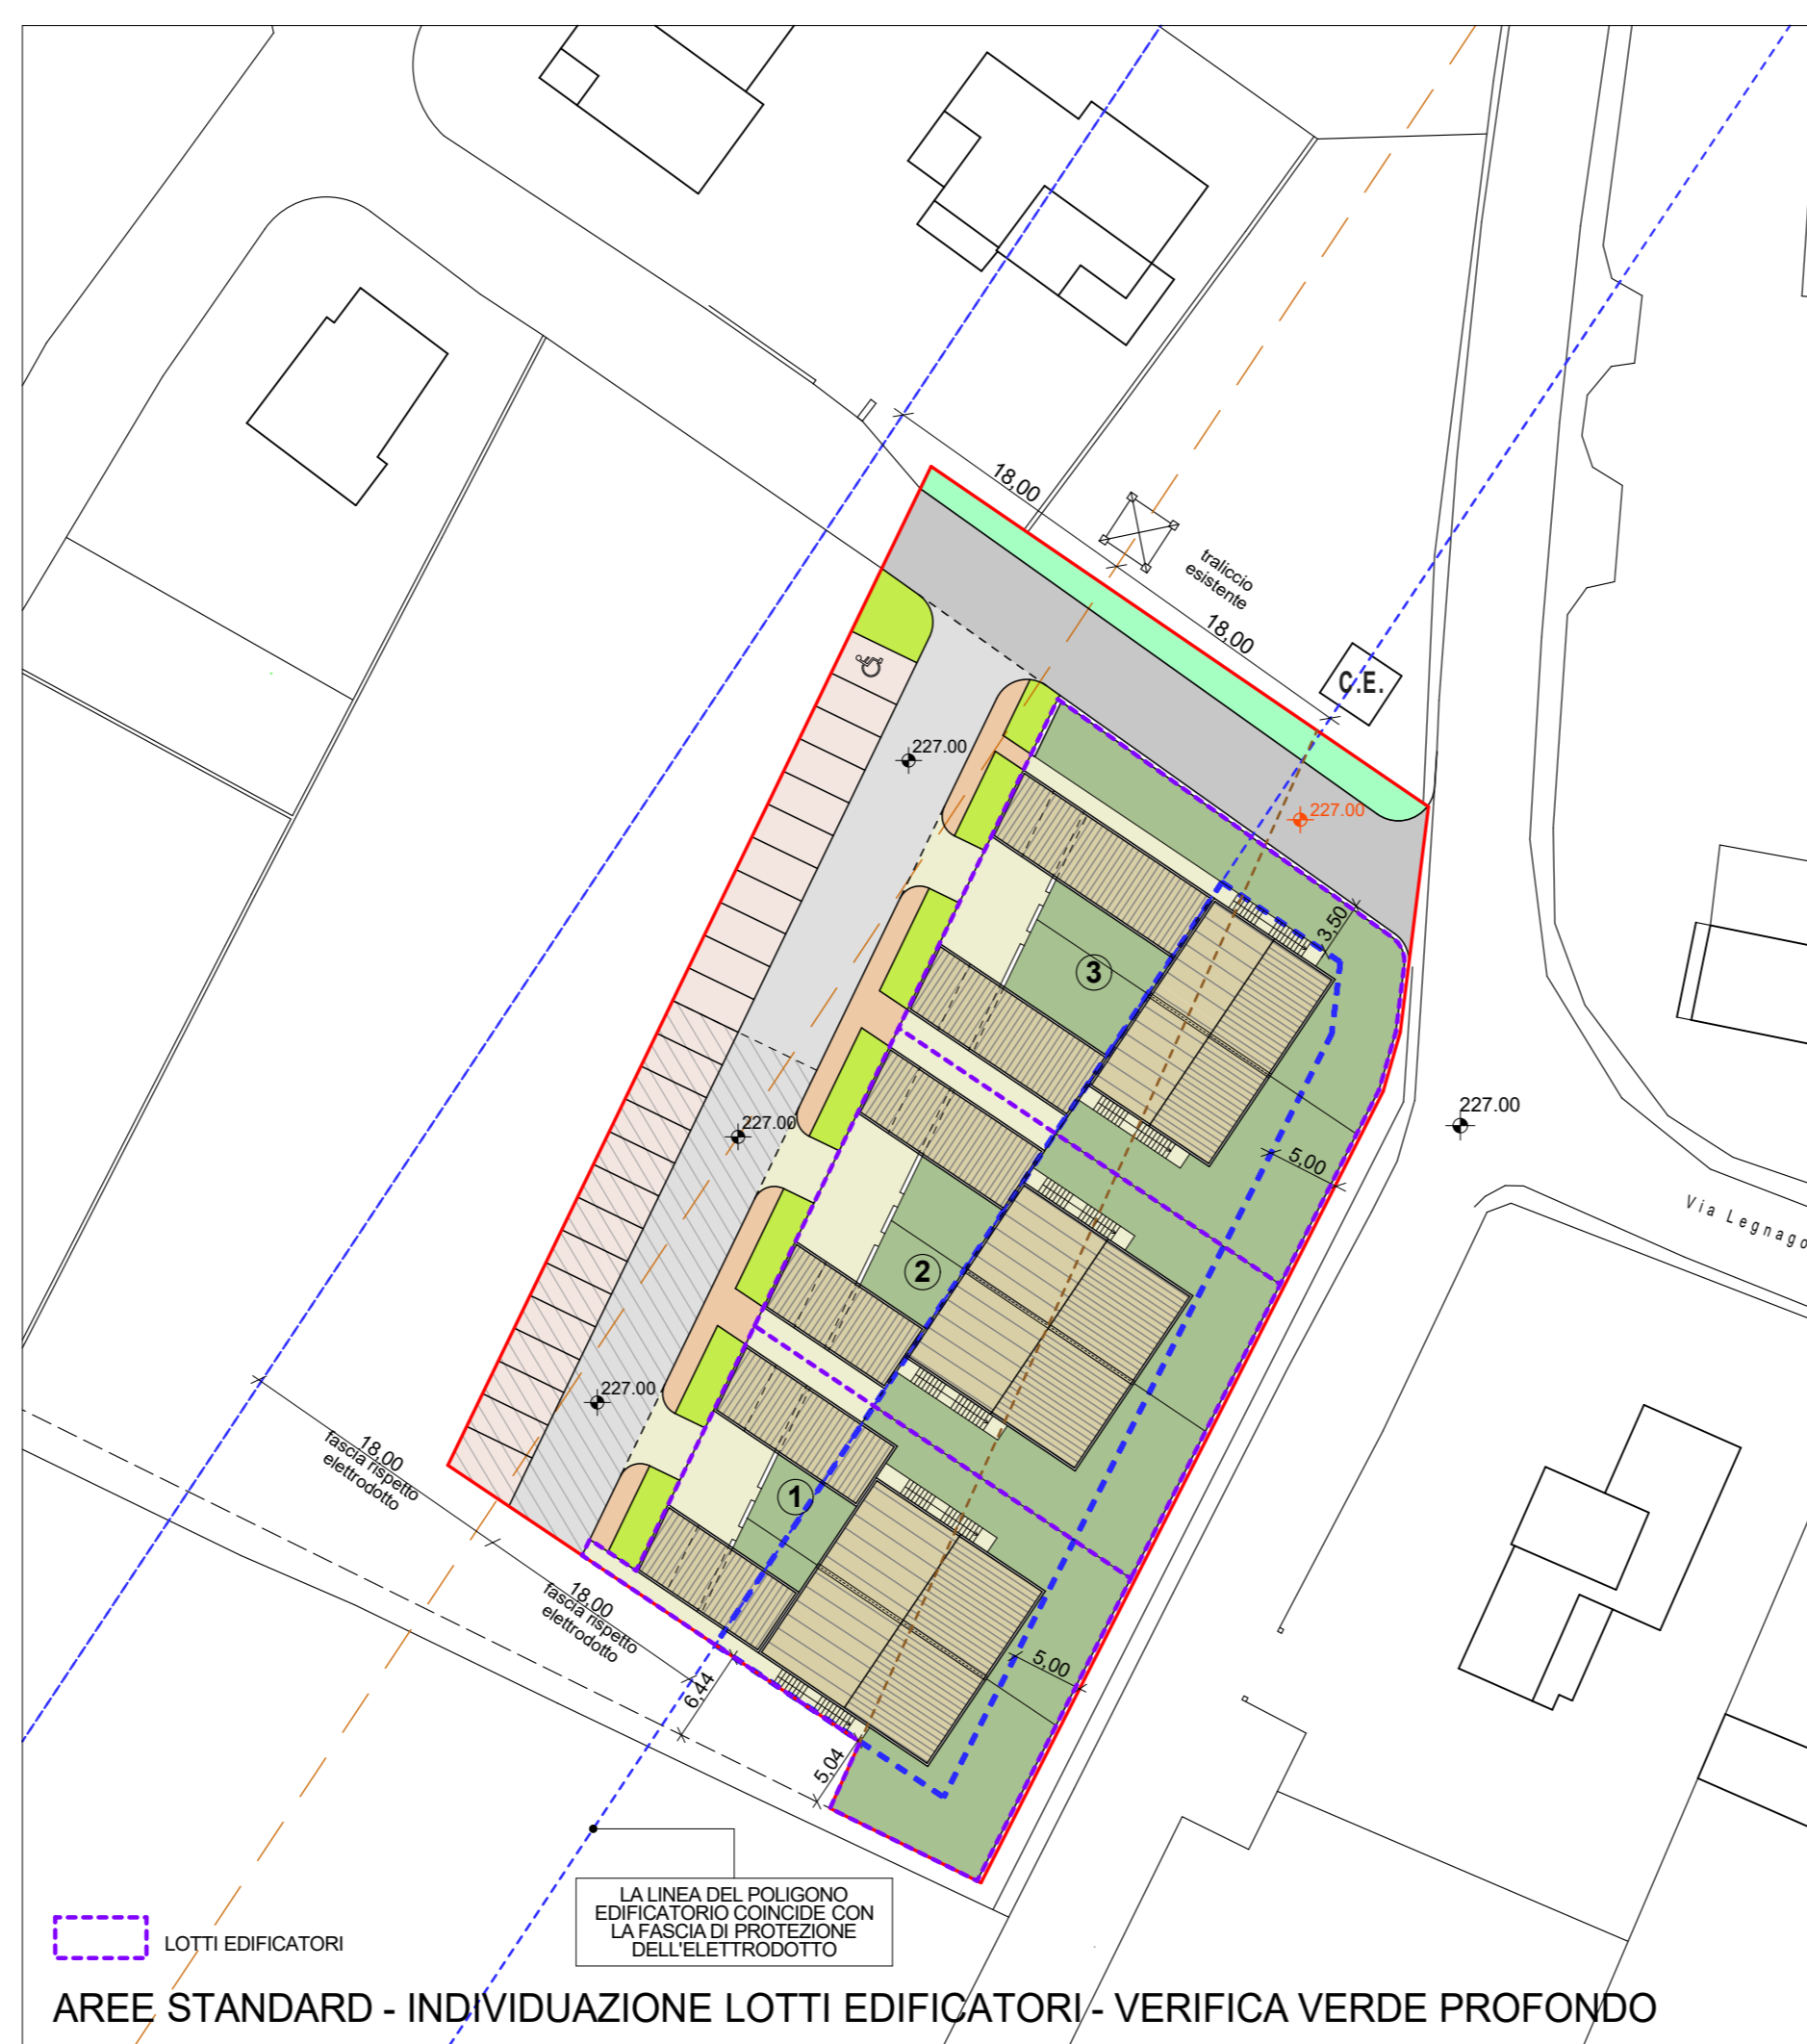 18,00
traliccio
esistente
18,00
C.E.
227.00
227.00
3,50
3
227.00
227.00
5,00
Via Legnago
2
227.00
18,00
fascia rispetto
elettrodotto
1
18,00
fascia rispetto
elettrodotto
5,00
6,44
5,04
LA LINEA DEL POLIGONO
EDIFICATORIO COINCIDE CON
LA FASCIA DI PROTEZIONE
DELL'ELETTRODOTTO
LOTTI EDIFICATORI
AREE STANDARD - INDIVIDUAZIONE LOTTI EDIFICATORI - VERIFICA VERDE PROFONDO